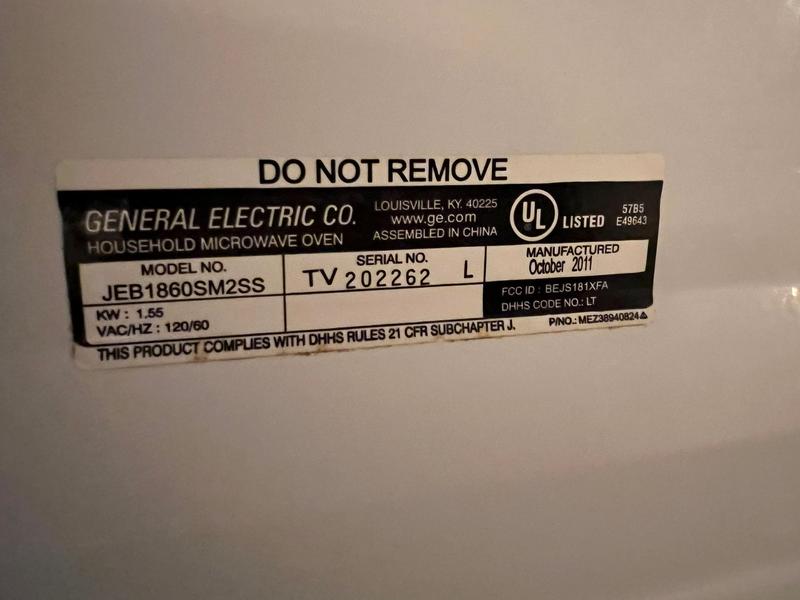 DO NOT REMOVE
GENERAL ELECTRIC CO.
HOUSEHOLD MICROWAVE OVEN
LOUISVILLE, KY. 40225
www.ge.com
ASSEMBLED IN CHINA
UL LISTED
57B5
E49643
MODEL NO.
JEB1860SM2SS
SERIAL NO.
TV 202262 L
MANUFACTURED
October 2011
KW : 1.55
VAC/HZ : 120/60
FCC ID : BEJS181XFA
DHHS CODE NO.: LT
THIS PRODUCT COMPLIES WITH DHHS RULES 21 CFR SUBCHAPTER J.
P/NO.: MEZ38940824